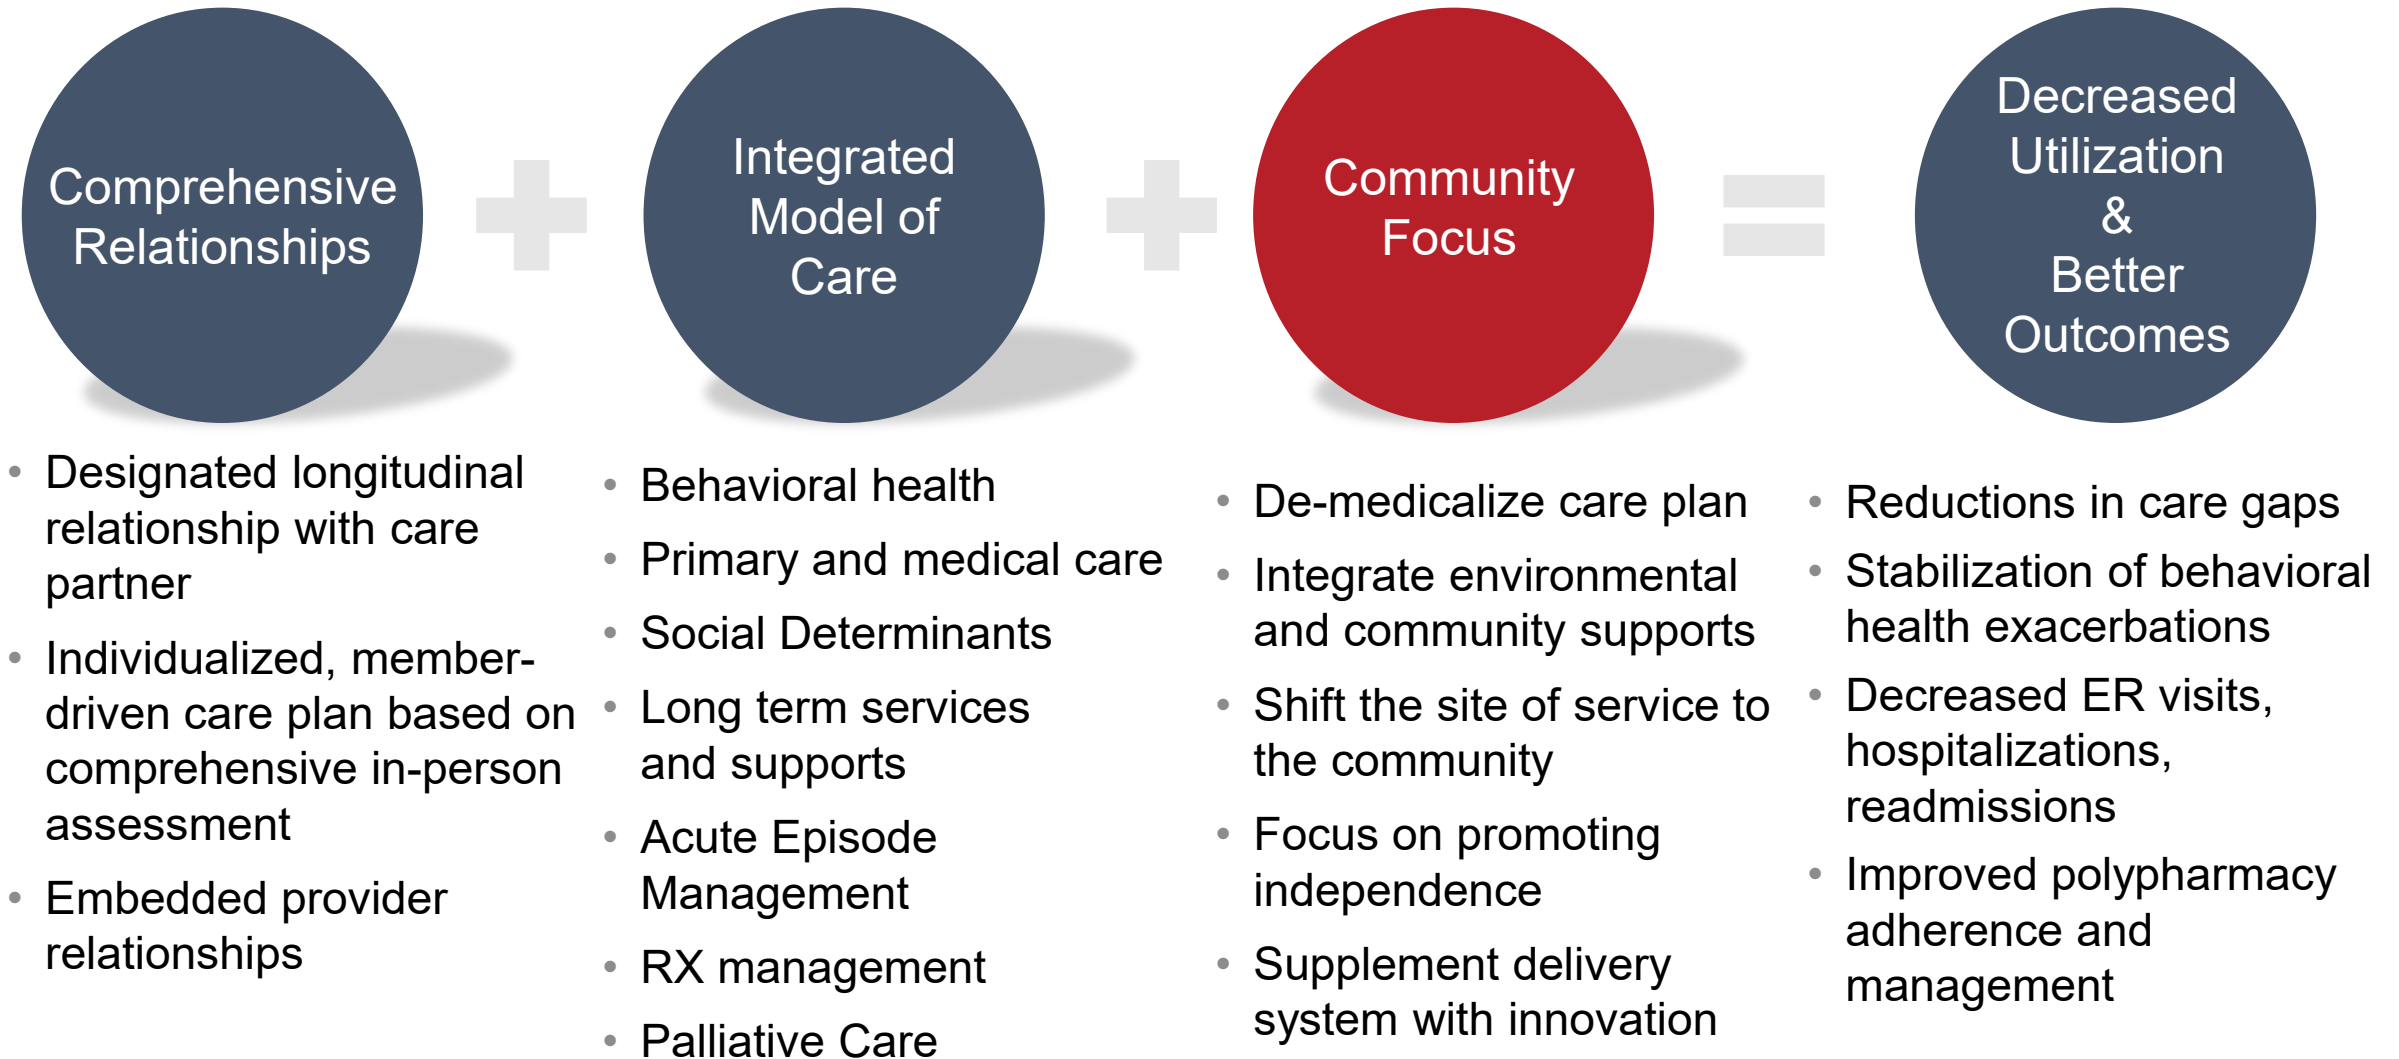 Comprehensive
Relationships
Integrated
Model of
Care
Community
Focus
Decreased
Utilization
&
Better
Outcomes
• Designated longitudinal
relationship with care
partner
• Individualized, member-
driven care plan based on
comprehensive in-person
assessment
• Embedded provider
relationships
• Behavioral health
• Primary and medical care
• Social Determinants
• Long term services
and supports
• Acute Episode
Management
• RX management
• Palliative Care
• De-medicalize care plan
• Integrate environmental
and community supports
• Shift the site of service to
the community
• Focus on promoting
independence
• Supplement delivery
system with innovation
• Reductions in care gaps
• Stabilization of behavioral
health exacerbations
• Decreased ER visits,
hospitalizations,
readmissions
• Improved polypharmacy
adherence and
management